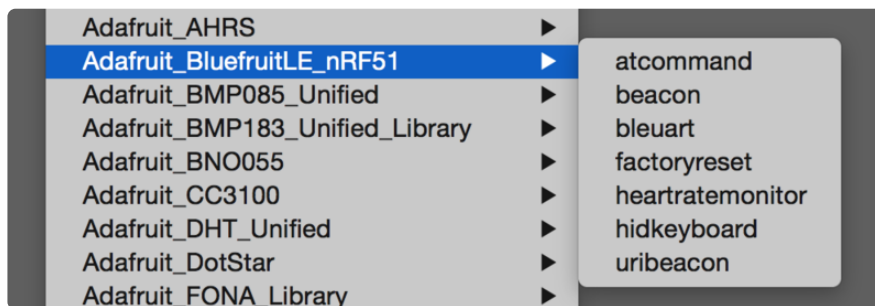 Adafruit_AHRS
Adafruit_BluefruitLE_nRF51
Adafruit_BMP085_Unified
Adafruit_BMP183_Unified_Library
Adafruit_BNO055
Adafruit_CC3100
Adafruit_DHT_Unified
Adafruit_DotStar
Adafruit_FONA_Library
atcommand
beacon
bleuart
factoryreset
heartratemonitor
hidkeyboard
uribeacon